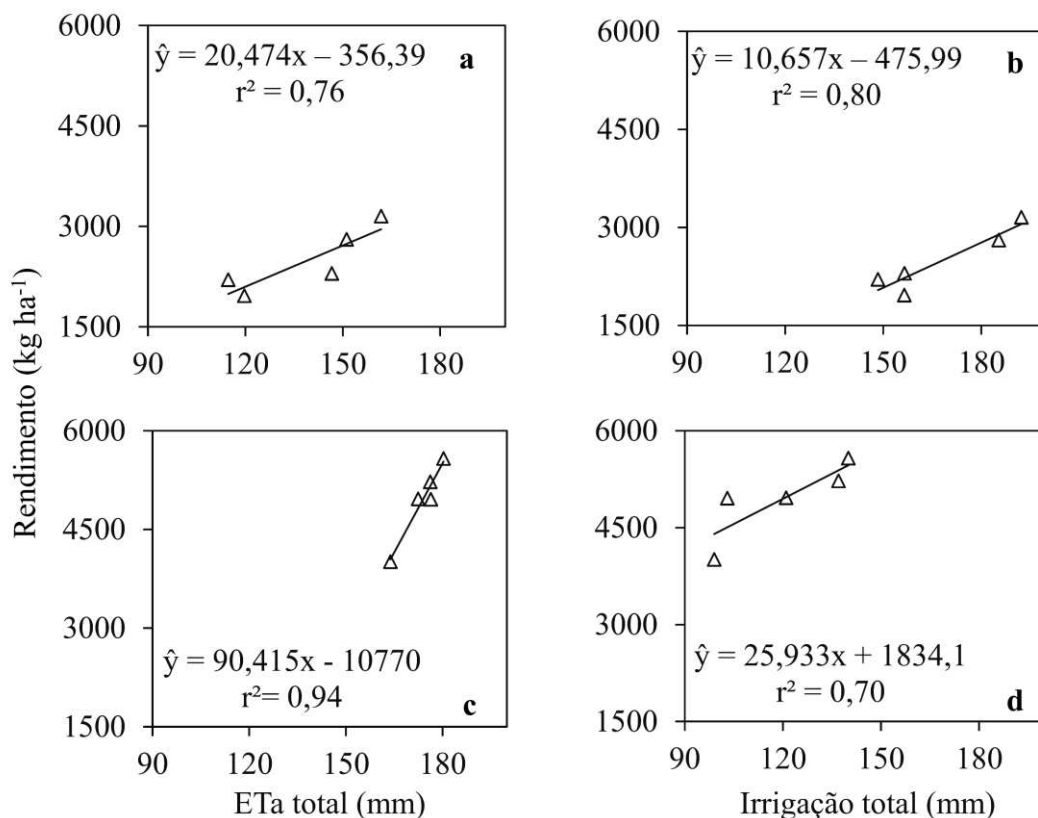 Rendimento (kg ha⁻¹)
6000
4500
3000
1500
ŷ = 20,474x – 356,39
r² = 0,76
a
90 120 150 180
6000
4500
3000
1500
ŷ = 10,657x – 475,99
r² = 0,80
b
90 120 150 180
6000
4500
3000
1500
ŷ = 90,415x - 10770
r²= 0,94
c
90 120 150 180
ETa total (mm)
6000
4500
3000
1500
ŷ = 25,933x + 1834,1
r² = 0,70
d
90 120 150 180
Irrigação total (mm)